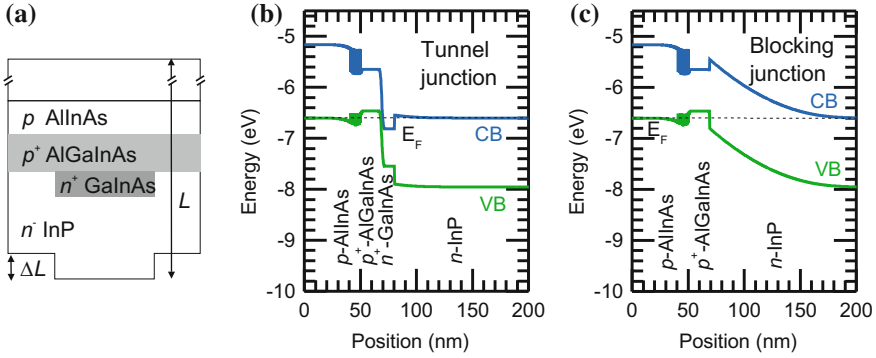 (a)
p AlInAs
p⁺ AlGaInAs
n⁺ GaInAs
n⁻ InP
L
ΔL
(b)
Tunnel
junction
-5
-6
-7
-8
-9
-10
Energy (eV)
E_F
CB
VB
p-AlInAs
p⁺-AlGaInAs
n⁺-GaInAs
n-InP
0 50 100 150 200
Position (nm)
(c)
Blocking
junction
-5
-6
-7
-8
-9
-10
Energy (eV)
E_F
CB
VB
p-AlInAs
p⁺-AlGaInAs
n-InP
0 50 100 150 200
Position (nm)